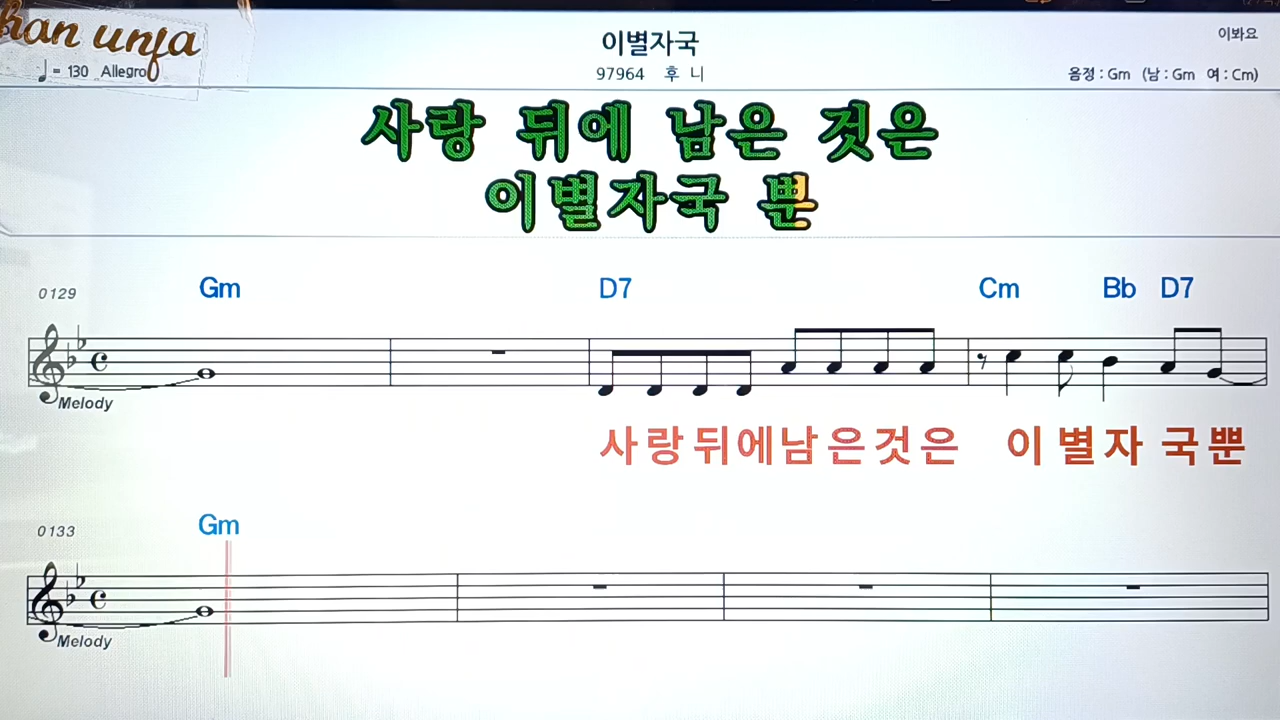 이별자국
이봐요
♩= 130 Allegro
97964 후 니
음정 : Gm (남 : Gm 여 : Cm)
사랑 뒤에 남은 것은
이별자국 뿐
0129 Gm D7 Cm Bb D7
Melody
사랑뒤에남은것은 이별자국뿐
0133 Gm
Melody